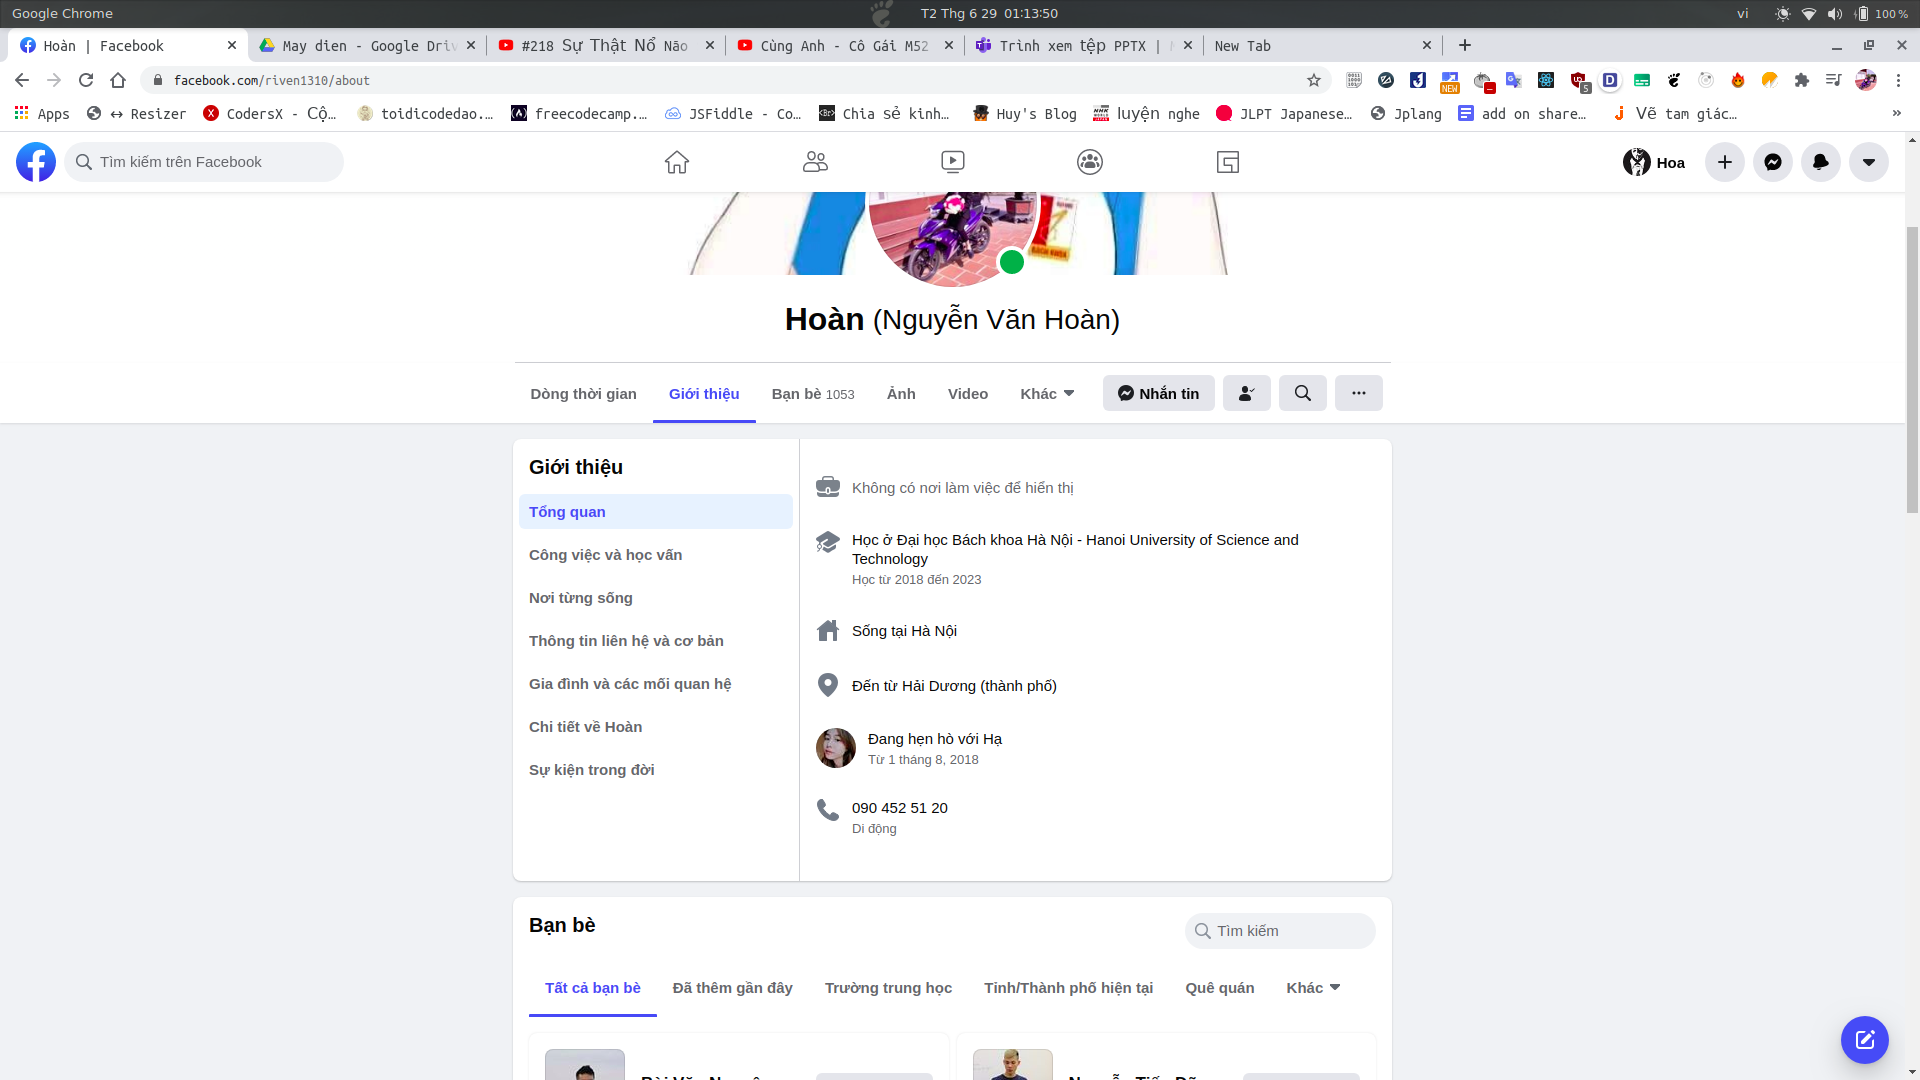 Google Chrome
T2 Thg 6 29 01:13:50
vi
100 %
Hoàn | Facebook
May dien - Google Driv
#218 Sự Thật Nổ Não
Cùng Anh - Cô Gái M52
Trình xem tệp PPTX |
New Tab
facebook.com/riven1310/about
NEW
5
Apps
↔ Resizer
CodersX - Cộ…
toidicodedao.…
freecodecamp.…
JSFiddle - Co…
Chia sẻ kinh…
Huy's Blog
luyện nghe
JLPT Japanese…
Jplang
add on share…
Vẽ tam giác…
»
Tìm kiếm trên Facebook
Hoa
Hoàn (Nguyễn Văn Hoàn)
Dòng thời gian
Giới thiệu
Bạn bè 1053
Ảnh
Video
Khác
Nhắn tin
Giới thiệu
Tổng quan
Công việc và học vấn
Nơi từng sống
Thông tin liên hệ và cơ bản
Gia đình và các mối quan hệ
Chi tiết về Hoàn
Sự kiện trong đời
Không có nơi làm việc để hiển thị
Học ở Đại học Bách khoa Hà Nội - Hanoi University of Science and
Technology
Học từ 2018 đến 2023
Sống tại Hà Nội
Đến từ Hải Dương (thành phố)
Đang hẹn hò với Hạ
Từ 1 tháng 8, 2018
090 452 51 20
Di động
Bạn bè
Tìm kiếm
Tất cả bạn bè
Đã thêm gần đây
Trường trung học
Tỉnh/Thành phố hiện tại
Quê quán
Khác